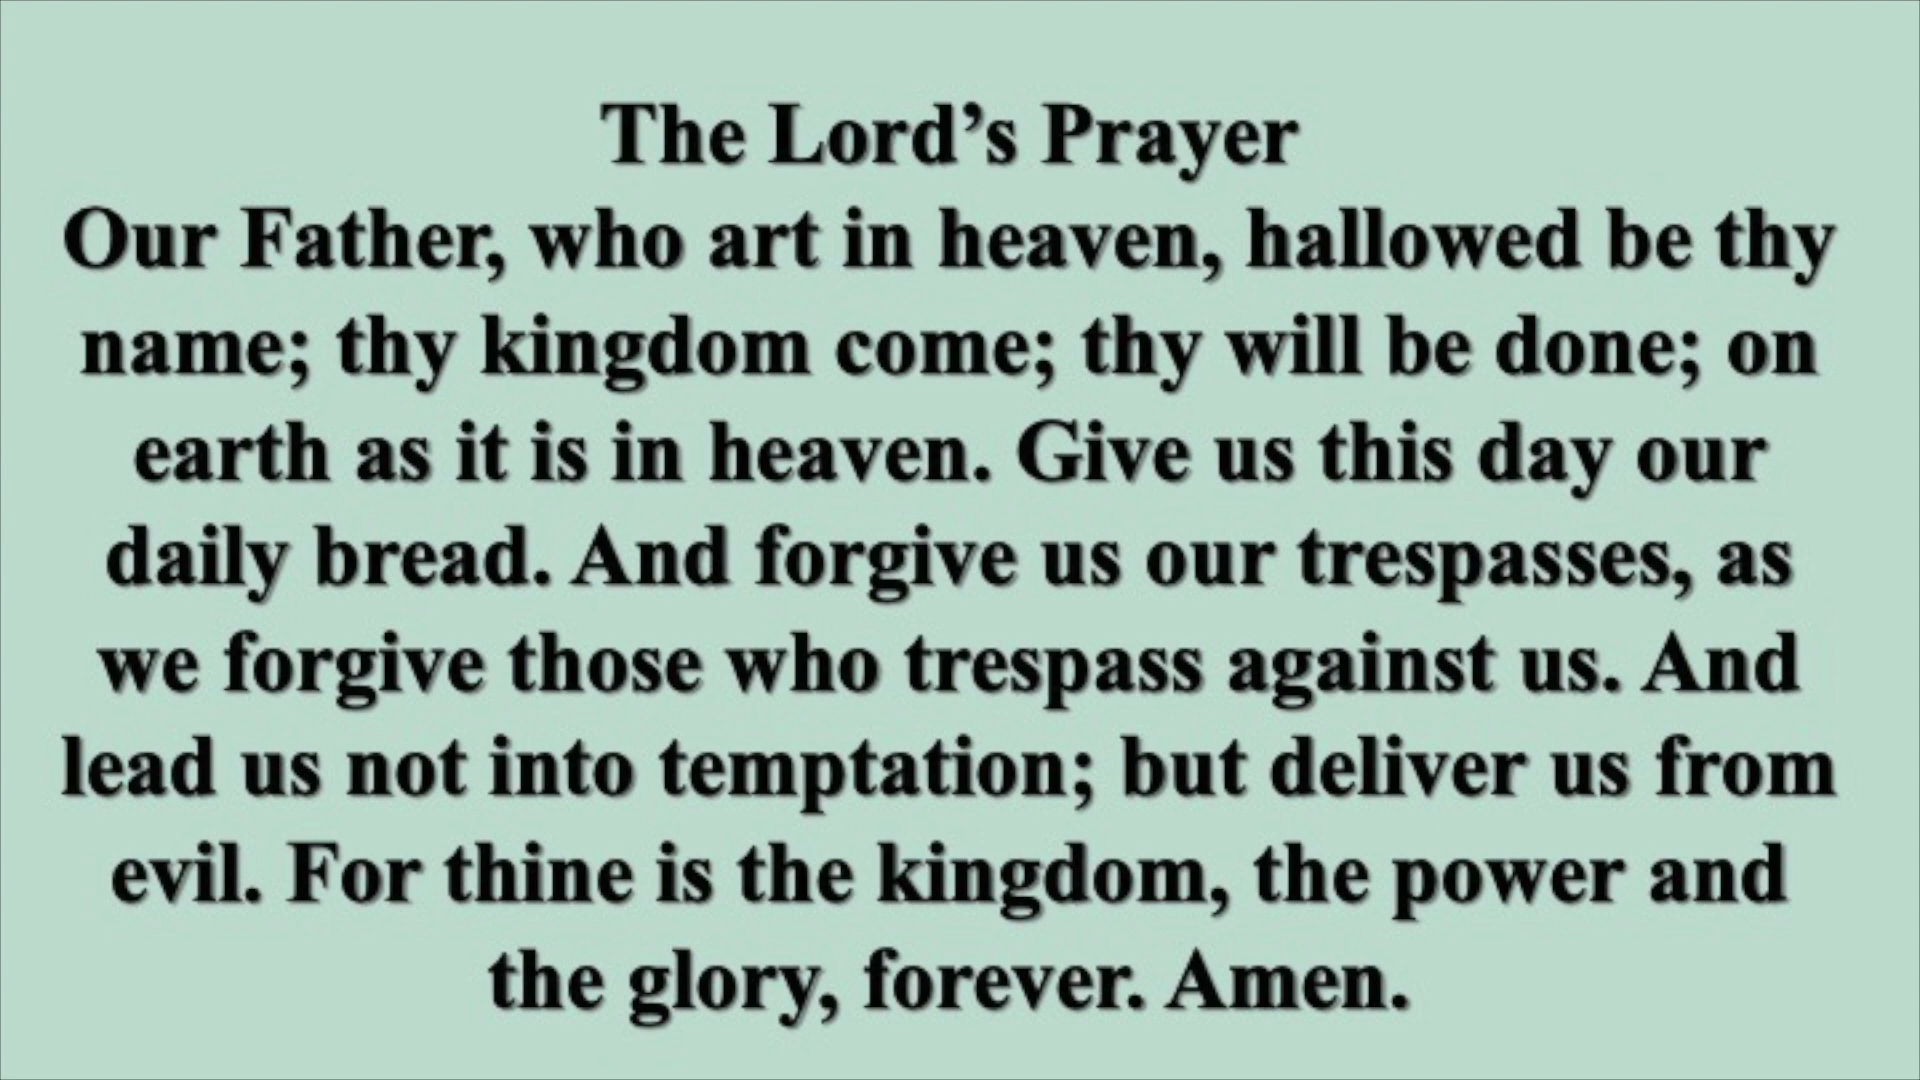 The Lord’s Prayer
Our Father, who art in heaven, hallowed be thy
name; thy kingdom come; thy will be done; on
earth as it is in heaven. Give us this day our
daily bread. And forgive us our trespasses, as
we forgive those who trespass against us. And
lead us not into temptation; but deliver us from
evil. For thine is the kingdom, the power and
the glory, forever. Amen.